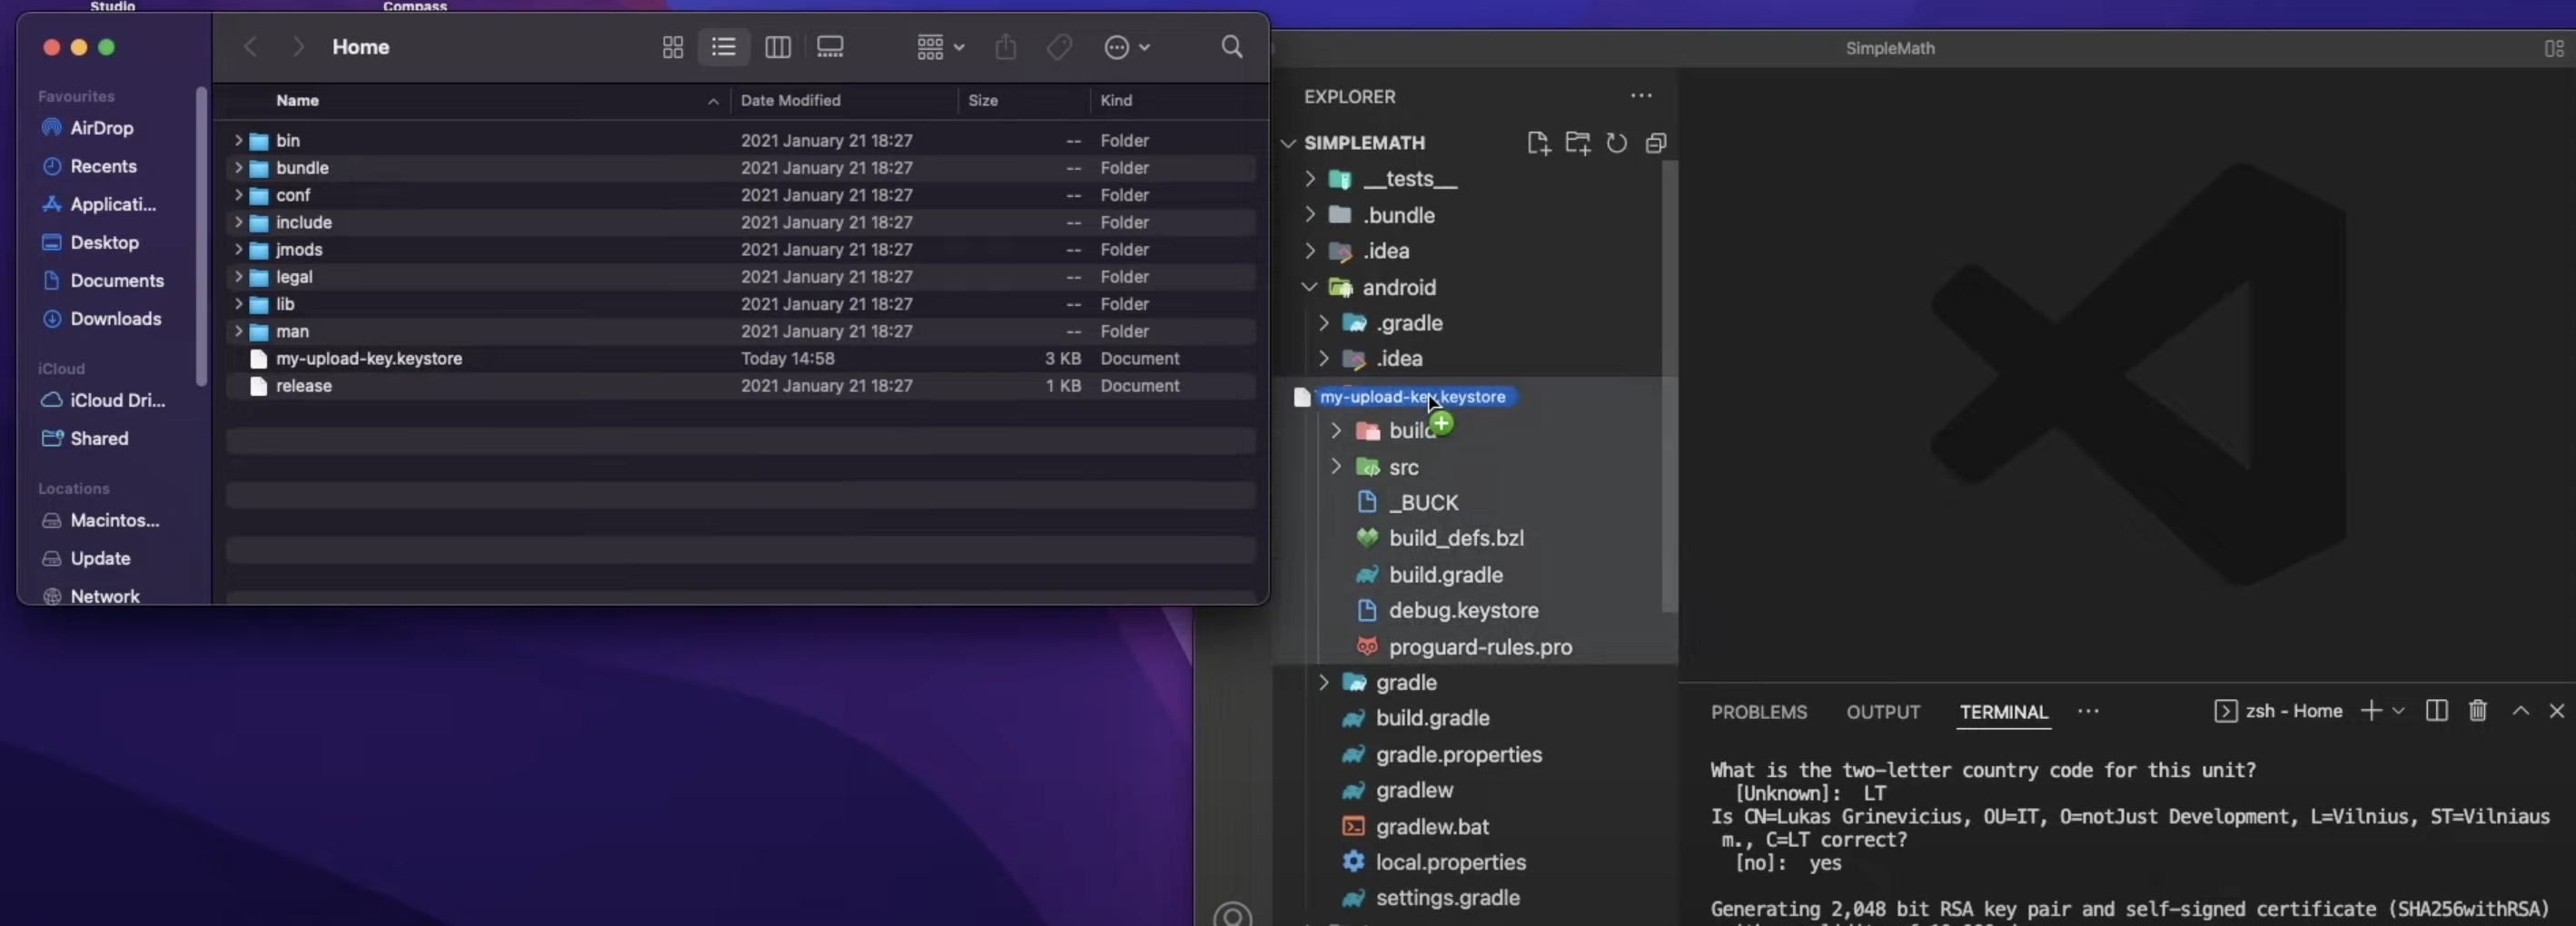 Studio
Compass
Home
Name
Date Modified
Size
Kind
Favourites
AirDrop
Recents
Applicati...
Desktop
Documents
Downloads
iCloud
iCloud Dri...
Shared
Locations
Macintos...
Update
Network
bin 2021 January 21 18:27 -- Folder
bundle 2021 January 21 18:27 -- Folder
conf 2021 January 21 18:27 -- Folder
include 2021 January 21 18:27 -- Folder
jmods 2021 January 21 18:27 -- Folder
legal 2021 January 21 18:27 -- Folder
lib 2021 January 21 18:27 -- Folder
man 2021 January 21 18:27 -- Folder
my-upload-key.keystore Today 14:58 3 KB Document
release 2021 January 21 18:27 1 KB Document
SimpleMath
EXPLORER
SIMPLEMATH
__tests__
.bundle
.idea
android
.gradle
.idea
my-upload-key.keystore
build
src
_BUCK
build_defs.bzl
build.gradle
debug.keystore
proguard-rules.pro
gradle
build.gradle
gradle.properties
gradlew
gradlew.bat
local.properties
settings.gradle
PROBLEMS OUTPUT TERMINAL ··· zsh - Home
What is the two-letter country code for this unit?
[Unknown]: LT
Is CN=Lukas Grinevicius, OU=IT, O=notJust Development, L=Vilnius, ST=Vilniaus
m., C=LT correct?
[no]: yes
Generating 2,048 bit RSA key pair and self-signed certificate (SHA256withRSA)